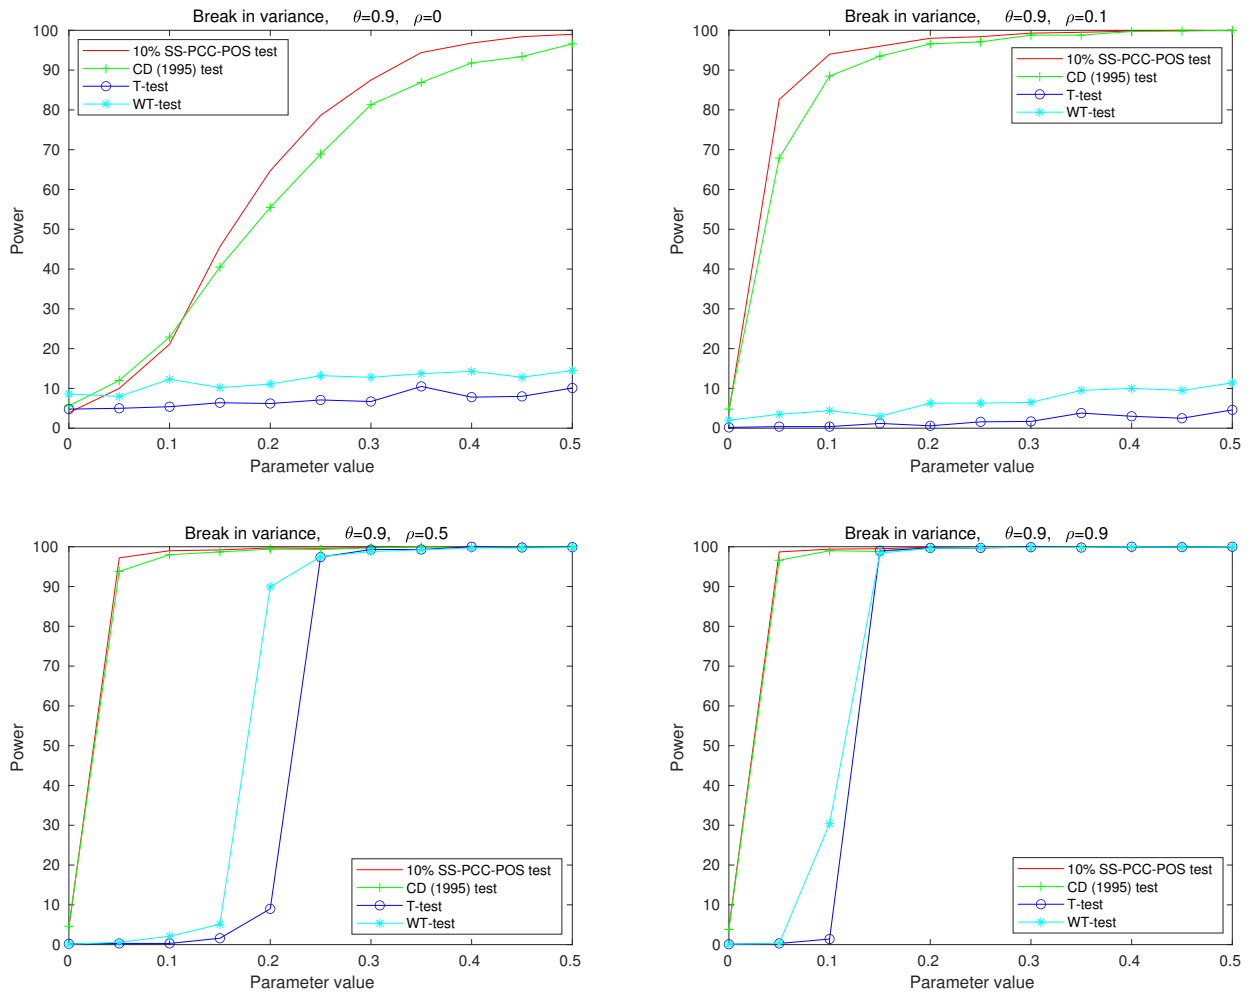 Break in variance, θ=0.9, ρ=0
100
90
80
70
60
50
40
30
20
10
0
Power
10% SS-PCC-POS test
CD (1995) test
T-test
WT-test
0 0.1 0.2 0.3 0.4 0.5
Parameter value
Break in variance, θ=0.9, ρ=0.1
100
90
80
70
60
50
40
30
20
10
0
Power
10% SS-PCC-POS test
CD (1995) test
T-test
WT-test
0 0.1 0.2 0.3 0.4 0.5
Parameter value
Break in variance, θ=0.9, ρ=0.5
100
90
80
70
60
50
40
30
20
10
0
Power
10% SS-PCC-POS test
CD (1995) test
T-test
WT-test
0 0.1 0.2 0.3 0.4 0.5
Parameter value
Break in variance, θ=0.9, ρ=0.9
100
90
80
70
60
50
40
30
20
10
0
Power
10% SS-PCC-POS test
CD (1995) test
T-test
WT-test
0 0.1 0.2 0.3 0.4 0.5
Parameter value